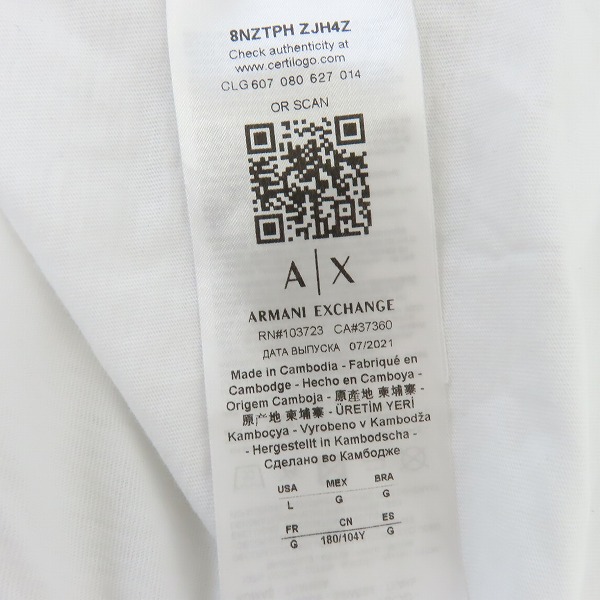 8NZTPH ZJH4Z
Check authenticity at
www.certilogo.com
CLG 607 080 627 014
OR SCAN
A|X
ARMANI EXCHANGE
RN#103723 CA#37360
ДАТА ВЫПУСКА 07/2021
Made in Cambodia - Fabriqué en
Cambodge - Hecho en Camboya -
Origem Camboja - 原產地 柬埔寨 -
原产地 柬埔寨 - ÜRETİM YERİ
Kamboçya - Vyrobeno v Kambodža
- Hergestellt in Kambodscha -
Сделано во Камбодже
USA MEX BRA
L G G
FR CN ES
G 180/104Y G